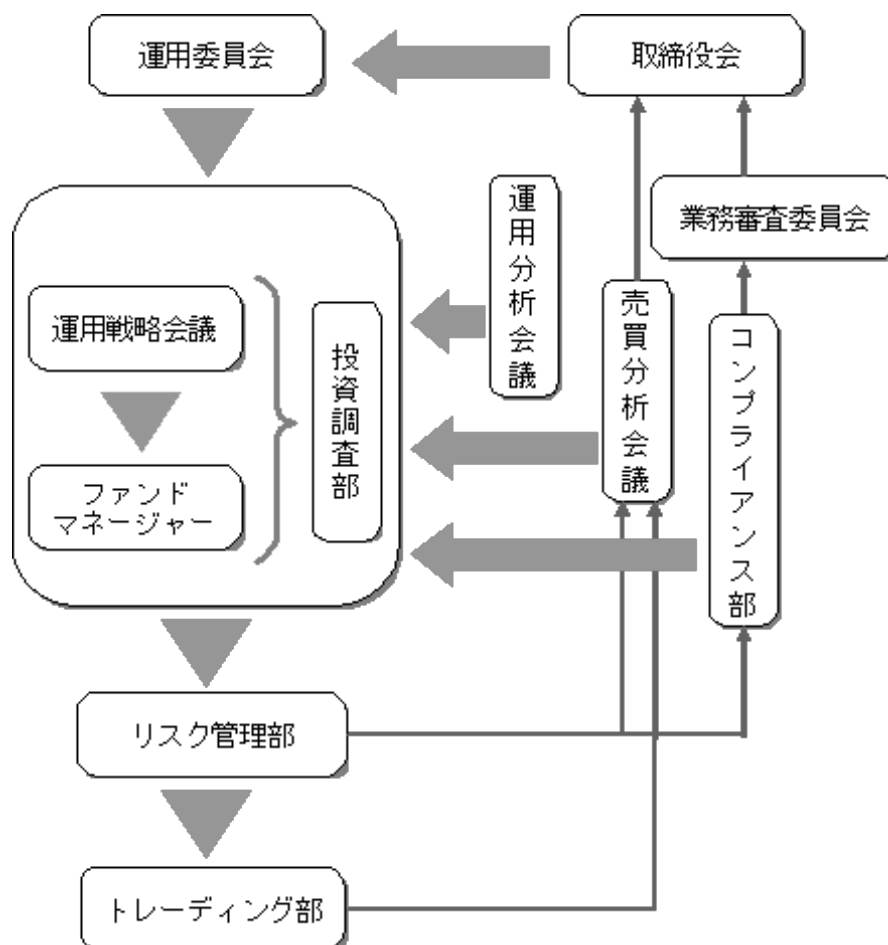 運用委員会
取締役会
業務審査委員会
運用分析会議
売買分析会議
コンプライアンス部
運用戦略会議
投資調査部
ファンド
マネージャー
リスク管理部
トレーディング部